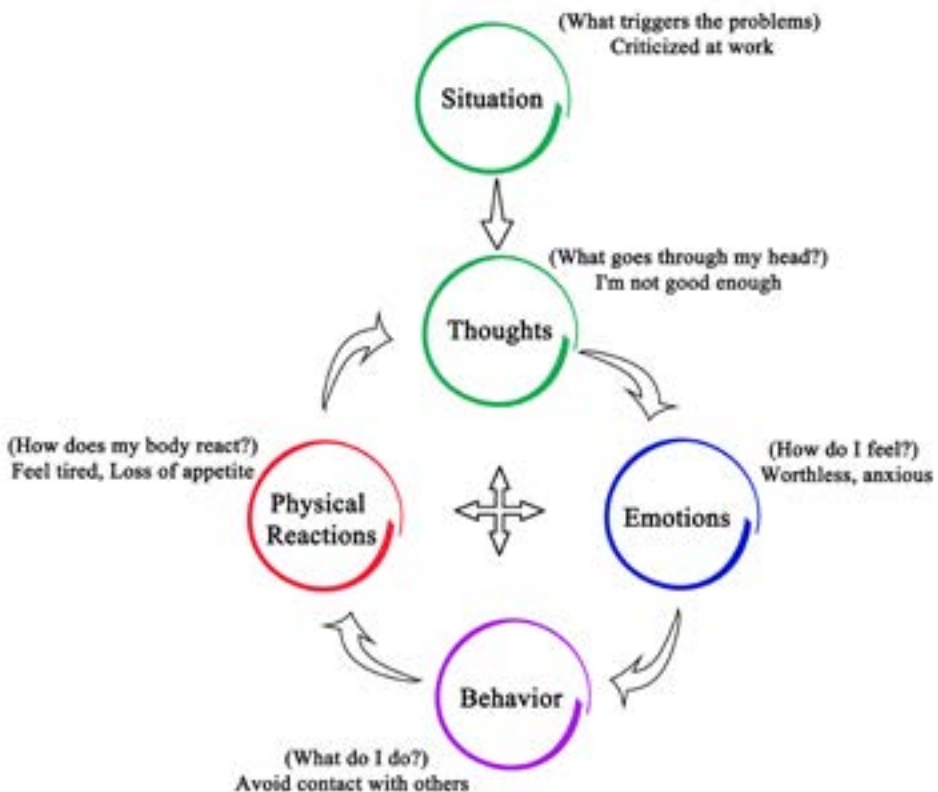 (What triggers the problems)
Criticized at work
Situation
(What goes through my head?)
I'm not good enough
Thoughts
(How does my body react?)
Feel tired, Loss of appetite
(How do I feel?)
Worthless, anxious
Physical
Reactions
Emotions
Behavior
(What do I do?)
Avoid contact with others